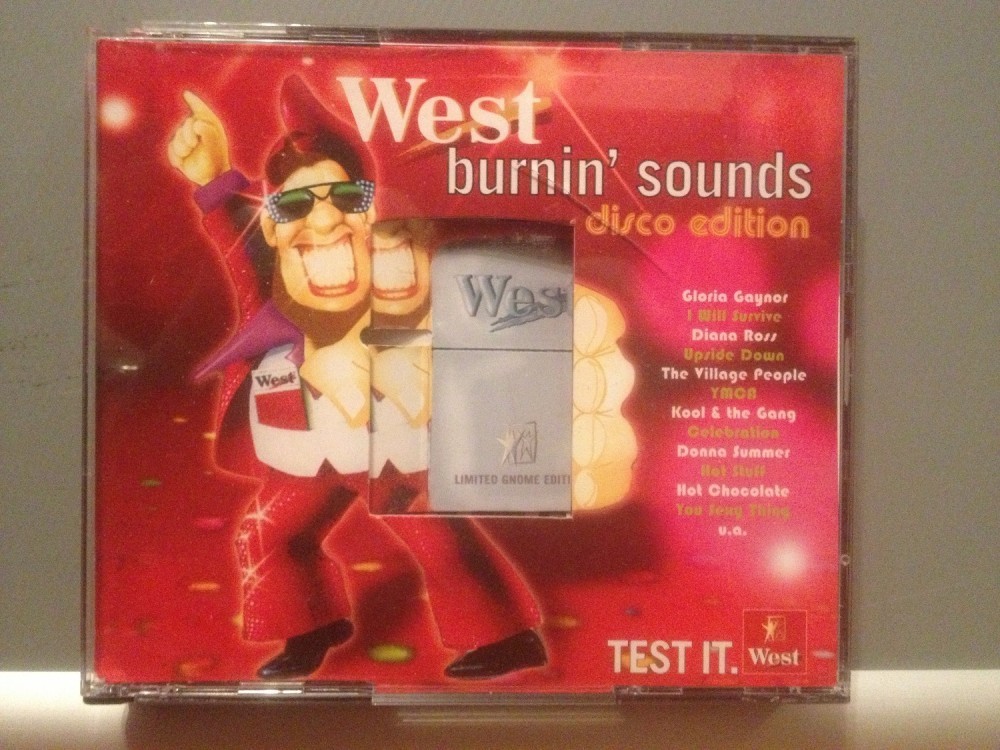 West
burnin' sounds
disco edition
Gloria Gaynor
I Will Survive
Diana Ross
Upside Down
The Village People
YMCA
Kool & the Gang
Celebration
Donna Summer
Hot Stuff
Hot Chocolate
You Sexy Thing
u.a.
West
Wes
LIMITED GNOME EDITI
TEST IT.
West